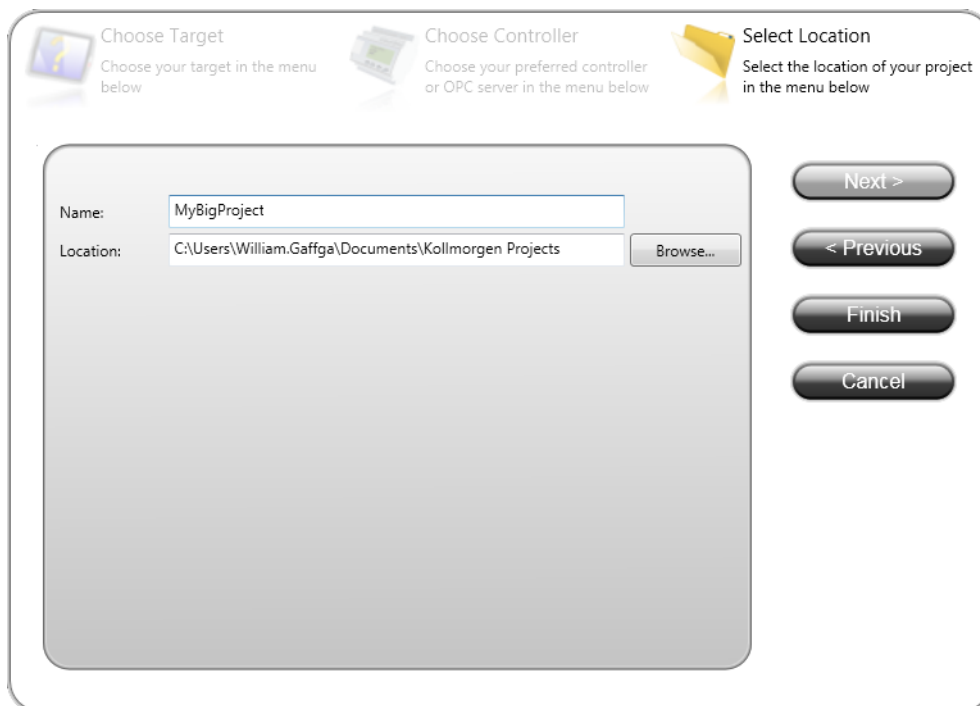 Choose Target
Choose your target in the menu
below
Choose Controller
Choose your preferred controller
or OPC server in the menu below
Select Location
Select the location of your project
in the menu below
Name:
MyBigProject
Location:
C:\Users\William.Gaffga\Documents\Kollmorgen Projects
Browse...
Next >
< Previous
Finish
Cancel